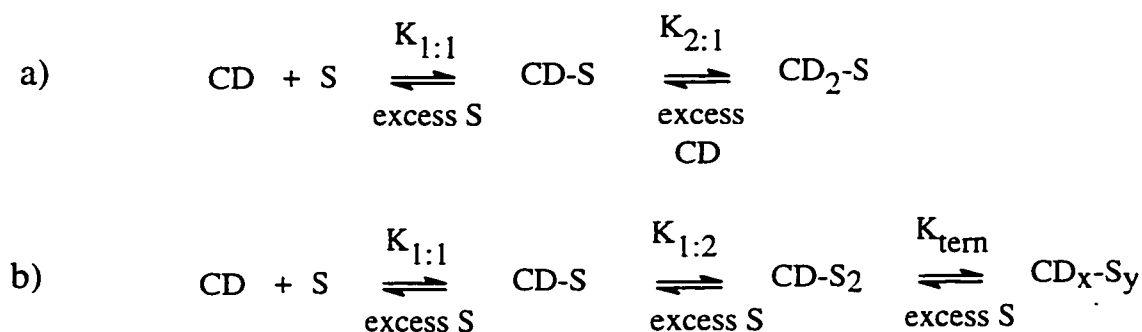 K1:1 K2:1
a) CD + S ⇌ CD-S ⇌ CD2-S
excess S excess
CD
K1:1 K1:2 Ktern
b) CD + S ⇌ CD-S ⇌ CD-S2 ⇌ CDx-Sy
excess S excess S excess S